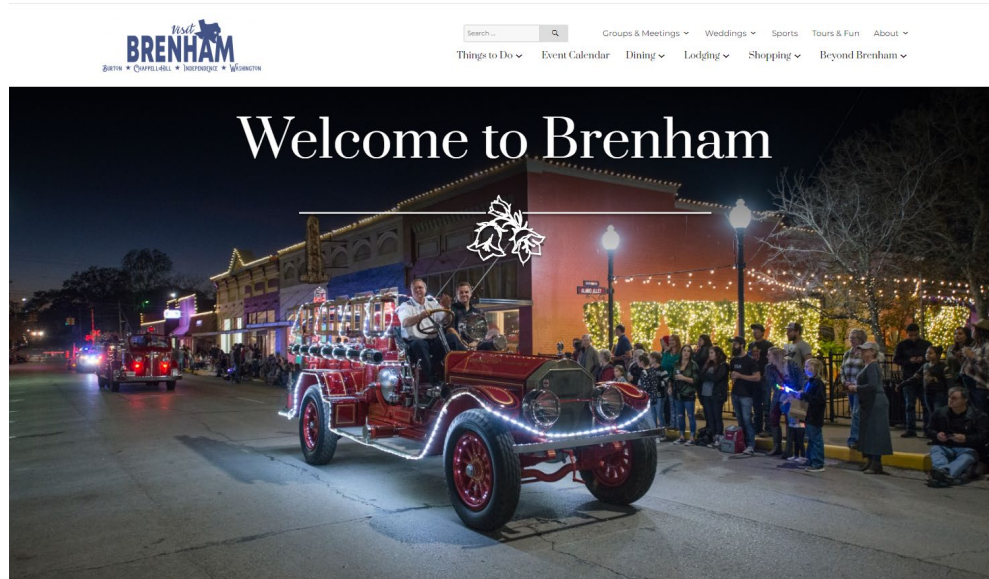 Visit
BRENHAM
BURTON ★ CHAPPELL HILL ★ INDEPENDENCE ★ WASHINGTON
Search ...
Groups & Meetings
Weddings
Sports
Tours & Fun
About
Things to Do
Event Calendar
Dining
Lodging
Shopping
Beyond Brenham
Welcome to Brenham